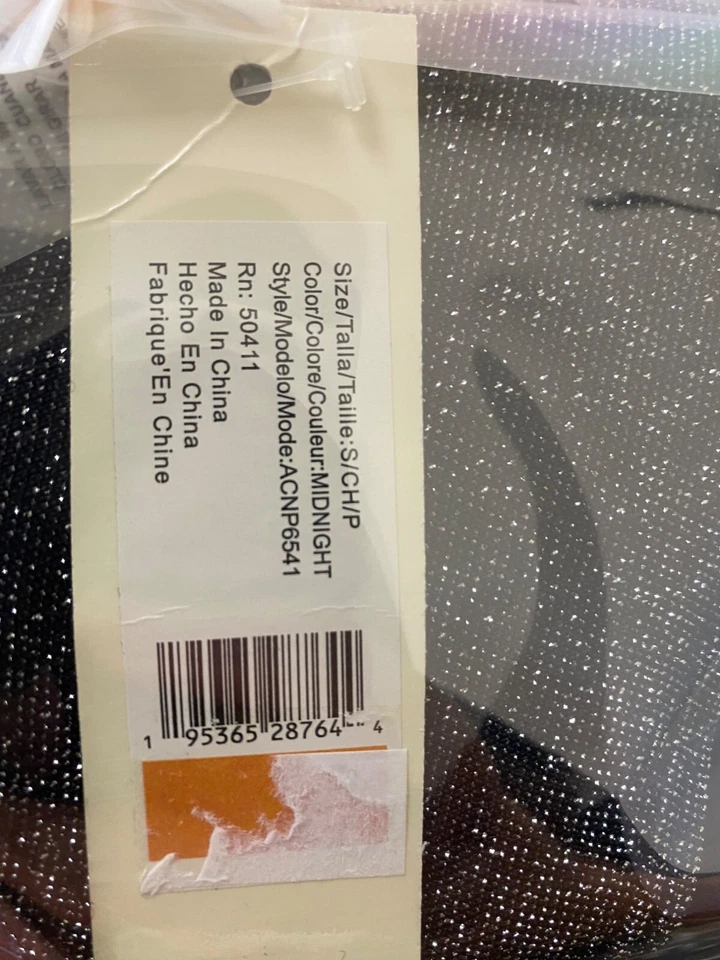 Size/Talla/Taille:S/CH/P
Color/Colore/Couleur:MIDNIGHT
Style/Modelo/Mode:ACNP6541
Rn: 50411
Made In China
Hecho En China
Fabrique'En Chine
1 95365 28764 4